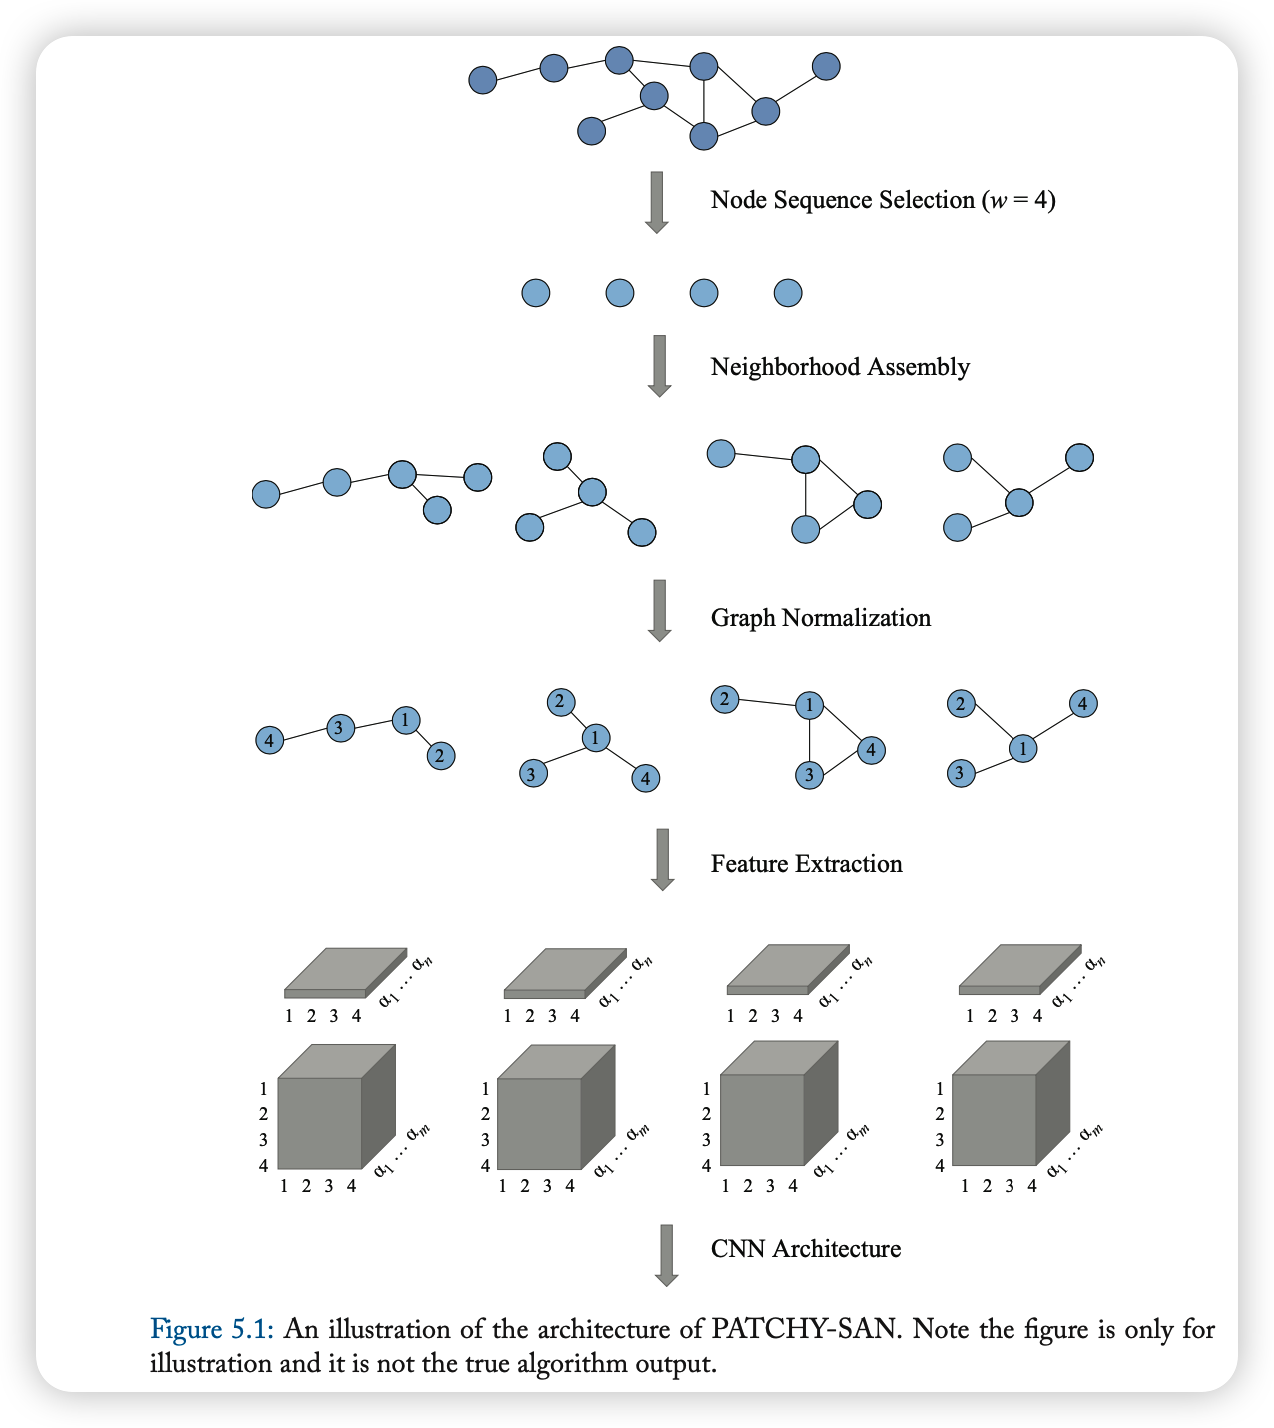 Node Sequence Selection (w = 4)
Neighborhood Assembly
Graph Normalization
4 3 1 2
2 1 3 4
2 1 3 4
2 4 1 3
Feature Extraction
α1 … αn
1 2 3 4
α1 … αn
1 2 3 4
α1 … αn
1 2 3 4
α1 … αn
1 2 3 4
1
2
3
4
1 2 3 4
α1 … αm
1
2
3
4
1 2 3 4
α1 … αm
1
2
3
4
1 2 3 4
α1 … αm
1
2
3
4
1 2 3 4
α1 … αm
CNN Architecture
Figure 5.1: An illustration of the architecture of PATCHY-SAN. Note the figure is only for
illustration and it is not the true algorithm output.